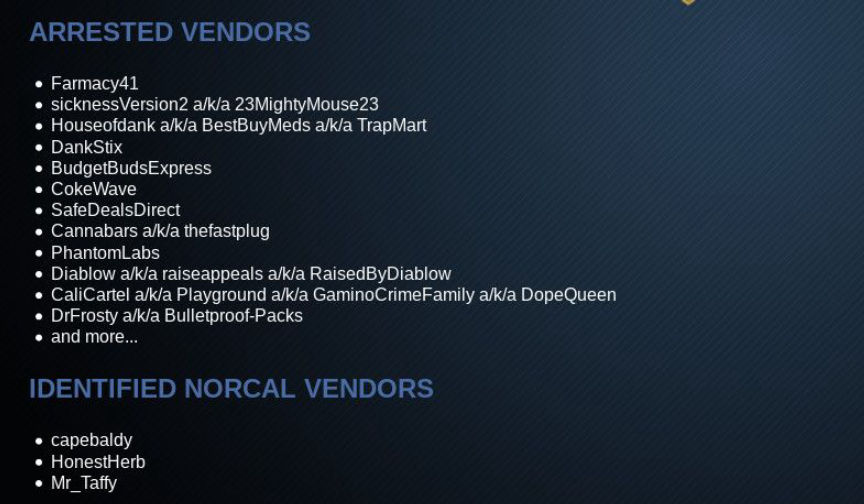 ARRESTED VENDORS
• Farmacy41
• sicknessVersion2 a/k/a 23MightyMouse23
• Houseofdank a/k/a BestBuyMeds a/k/a TrapMart
• DankStix
• BudgetBudsExpress
• CokeWave
• SafeDealsDirect
• Cannabars a/k/a thefastplug
• PhantomLabs
• Diablow a/k/a raiseappeals a/k/a RaisedByDiablow
• CaliCartel a/k/a Playground a/k/a GaminoCrimeFamily a/k/a DopeQueen
• DrFrosty a/k/a Bulletproof-Packs
• and more...
IDENTIFIED NORCAL VENDORS
• capebaldy
• HonestHerb
• Mr_Taffy